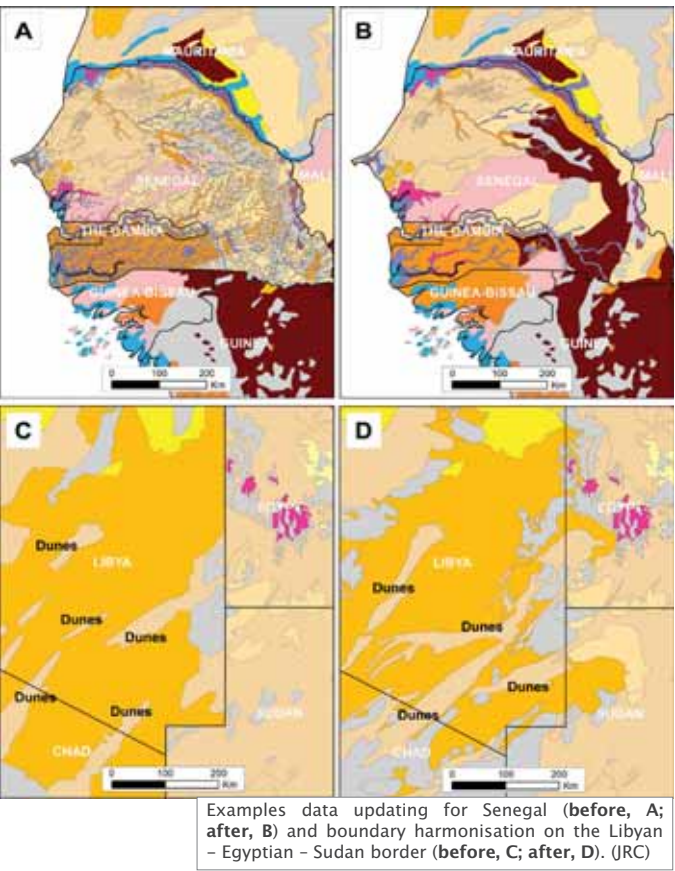 A
MAURITANIA
SENEGAL
MALI
THE GAMBIA
GUINEA-BISSAU
GUINEA
0 100 200
Km
B
MAURITANIA
SENEGAL
MALI
THE GAMBIA
GUINEA-BISSAU
GUINEA
0 100 200
Km
C
EGYPT
Dunes
LIBYA
Dunes
Dunes
Dunes
Dunes
SUDAN
CHAD
0 100 200
Km
D
EGYPT
LIBYA
Dunes
Dunes
Dunes
Dunes
SUDAN
CHAD
0 100 200
Km
Examples data updating for Senegal (before, A;
after, B) and boundary harmonisation on the Libyan
– Egyptian – Sudan border (before, C; after, D). (JRC)